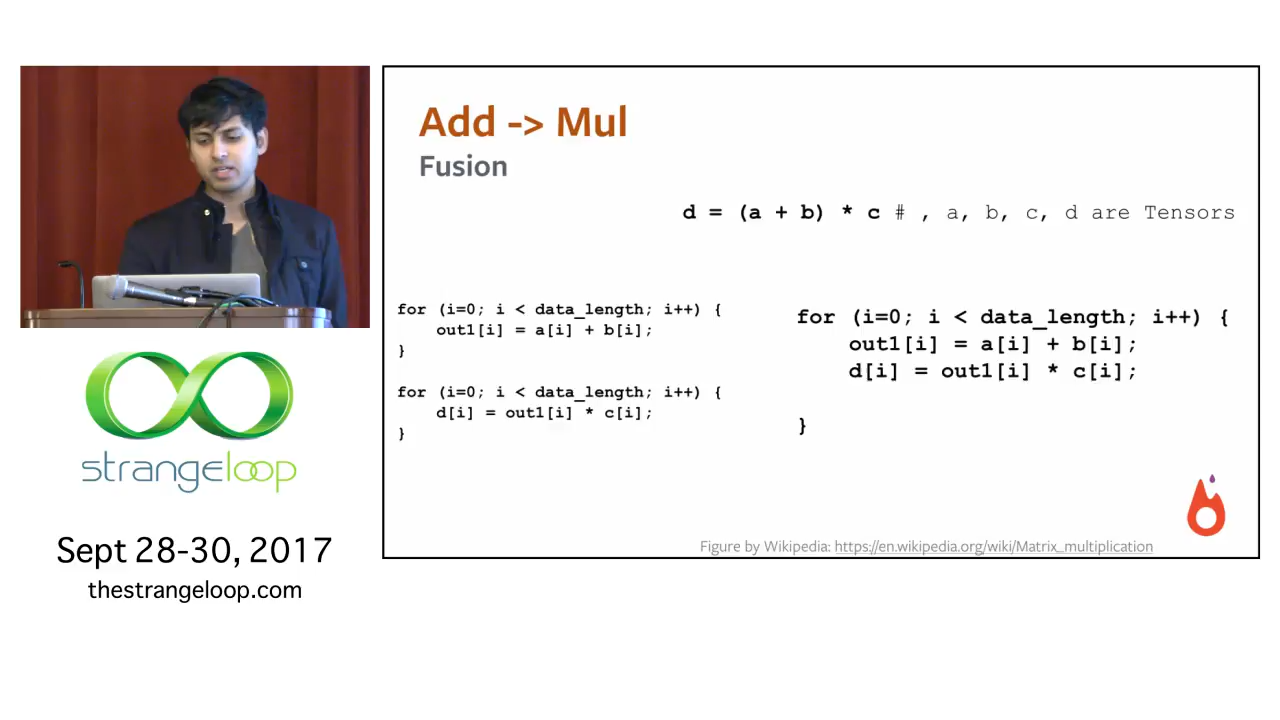 Add -> Mul
Fusion
d = (a + b) * c # , a, b, c, d are Tensors
for (i=0; i < data_length; i++) {
out1[i] = a[i] + b[i];
}
for (i=0; i < data_length; i++) {
d[i] = out1[i] * c[i];
}
for (i=0; i < data_length; i++) {
out1[i] = a[i] + b[i];
d[i] = out1[i] * c[i];
}
Figure by Wikipedia: https://en.wikipedia.org/wiki/Matrix_multiplication
strangeloop
Sept 28-30, 2017
thestrangeloop.com